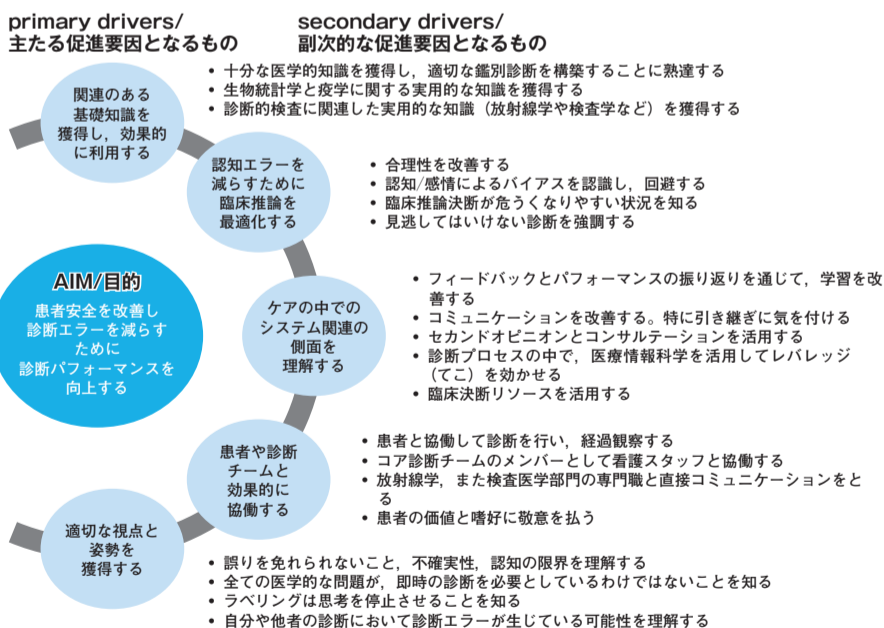 primary drivers/
主たる促進要因となるもの
secondary drivers/
副次的な促進要因となるもの
関連のある
基礎知識を
獲得し，効果的
に利用する
• 十分な医学的知識を獲得し，適切な鑑別診断を構築することに熟達する
• 生物統計学と疫学に関する実用的な知識を獲得する
• 診断的検査に関連した実用的な知識（放射線学や検査学など）を獲得する
認知エラーを
減らすために
臨床推論を
最適化する
• 合理性を改善する
• 認知/感情によるバイアスを認識し，回避する
• 臨床推論決断が危うくなりやすい状況を知る
• 見逃してはいけない診断を強調する
AIM/目的
患者安全を改善し
診断エラーを減らす
ために
診断パフォーマンスを
向上する
ケアの中での
システム関連の
側面を
理解する
• フィードバックとパフォーマンスの振り返りを通じて，学習を改
善する
• コミュニケーションを改善する。特に引き継ぎに気を付ける
• セカンドオピニオンとコンサルテーションを活用する
• 診断プロセスの中で，医療情報科学を活用してレバレッジ
（てこ）を効かせる
• 臨床決断リソースを活用する
患者や診断
チームと
効果的に
協働する
• 患者と協働して診断を行い，経過観察する
• コア診断チームのメンバーとして看護スタッフと協働する
• 放射線学，また検査医学部門の専門職と直接コミュニケーションをと
る
• 患者の価値と嗜好に敬意を払う
適切な視点と
姿勢を
獲得する
• 誤りを免れられないこと，不確実性，認知の限界を理解する
• 全ての医学的な問題が，即時の診断を必要としているわけではないことを知る
• ラベリングは思考を停止させることを知る
• 自分や他者の診断において診断エラーが生じている可能性を理解する